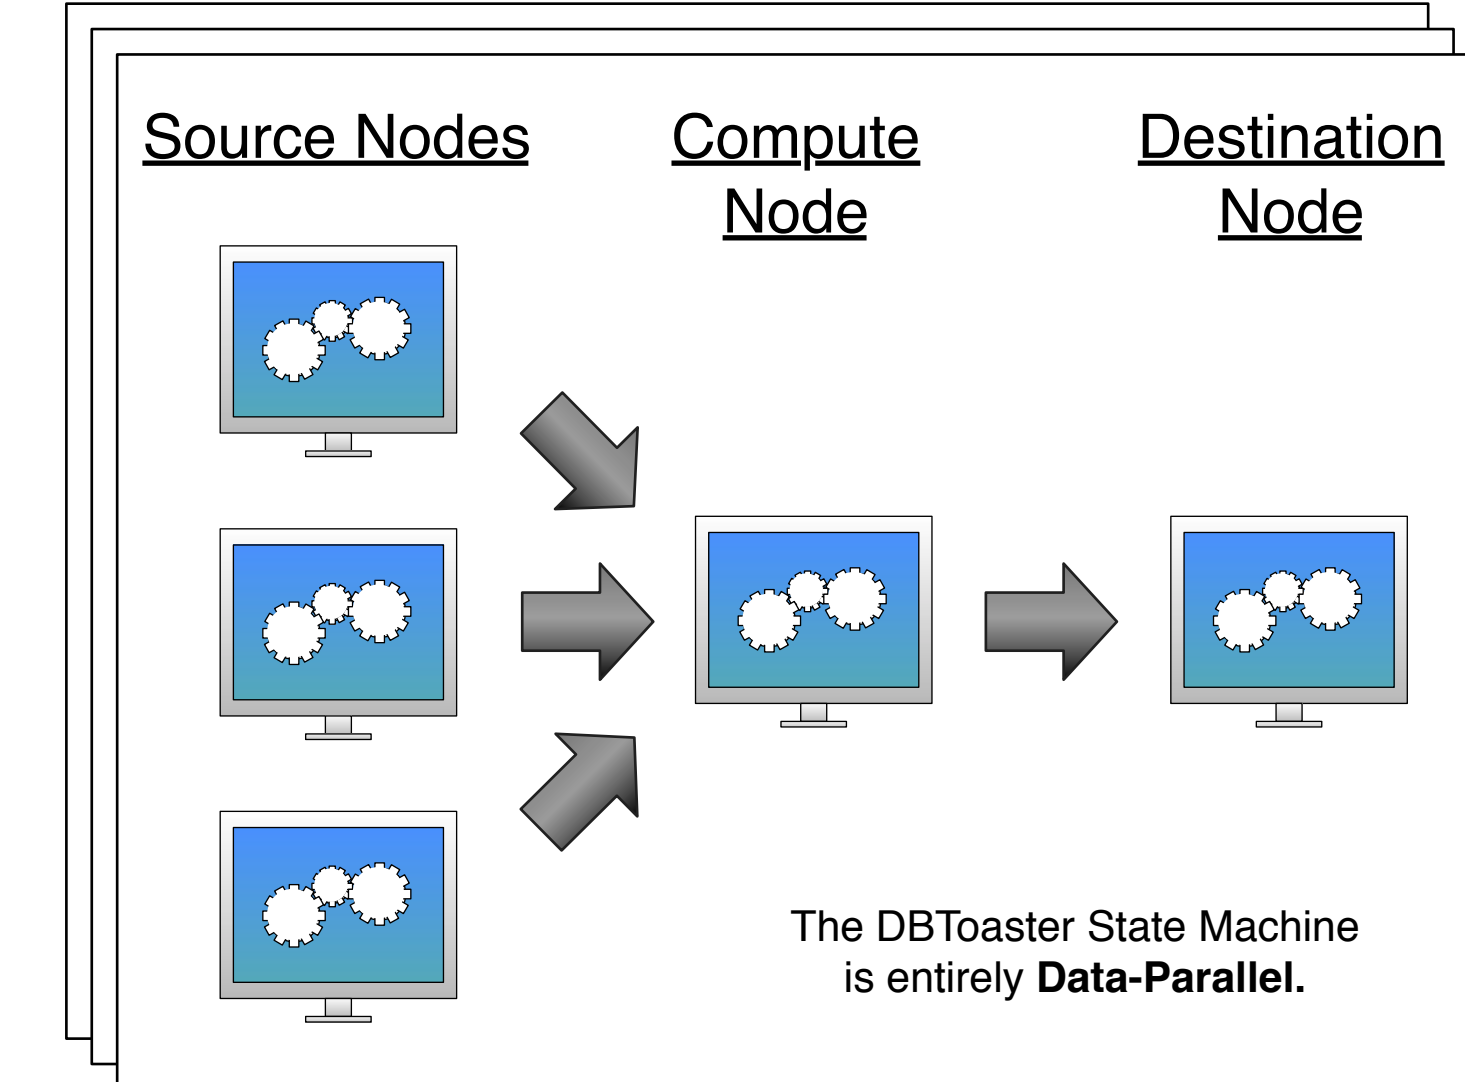 Source Nodes
Compute
Node
Destination
Node
The DBToaster State Machine
is entirely Data-Parallel.